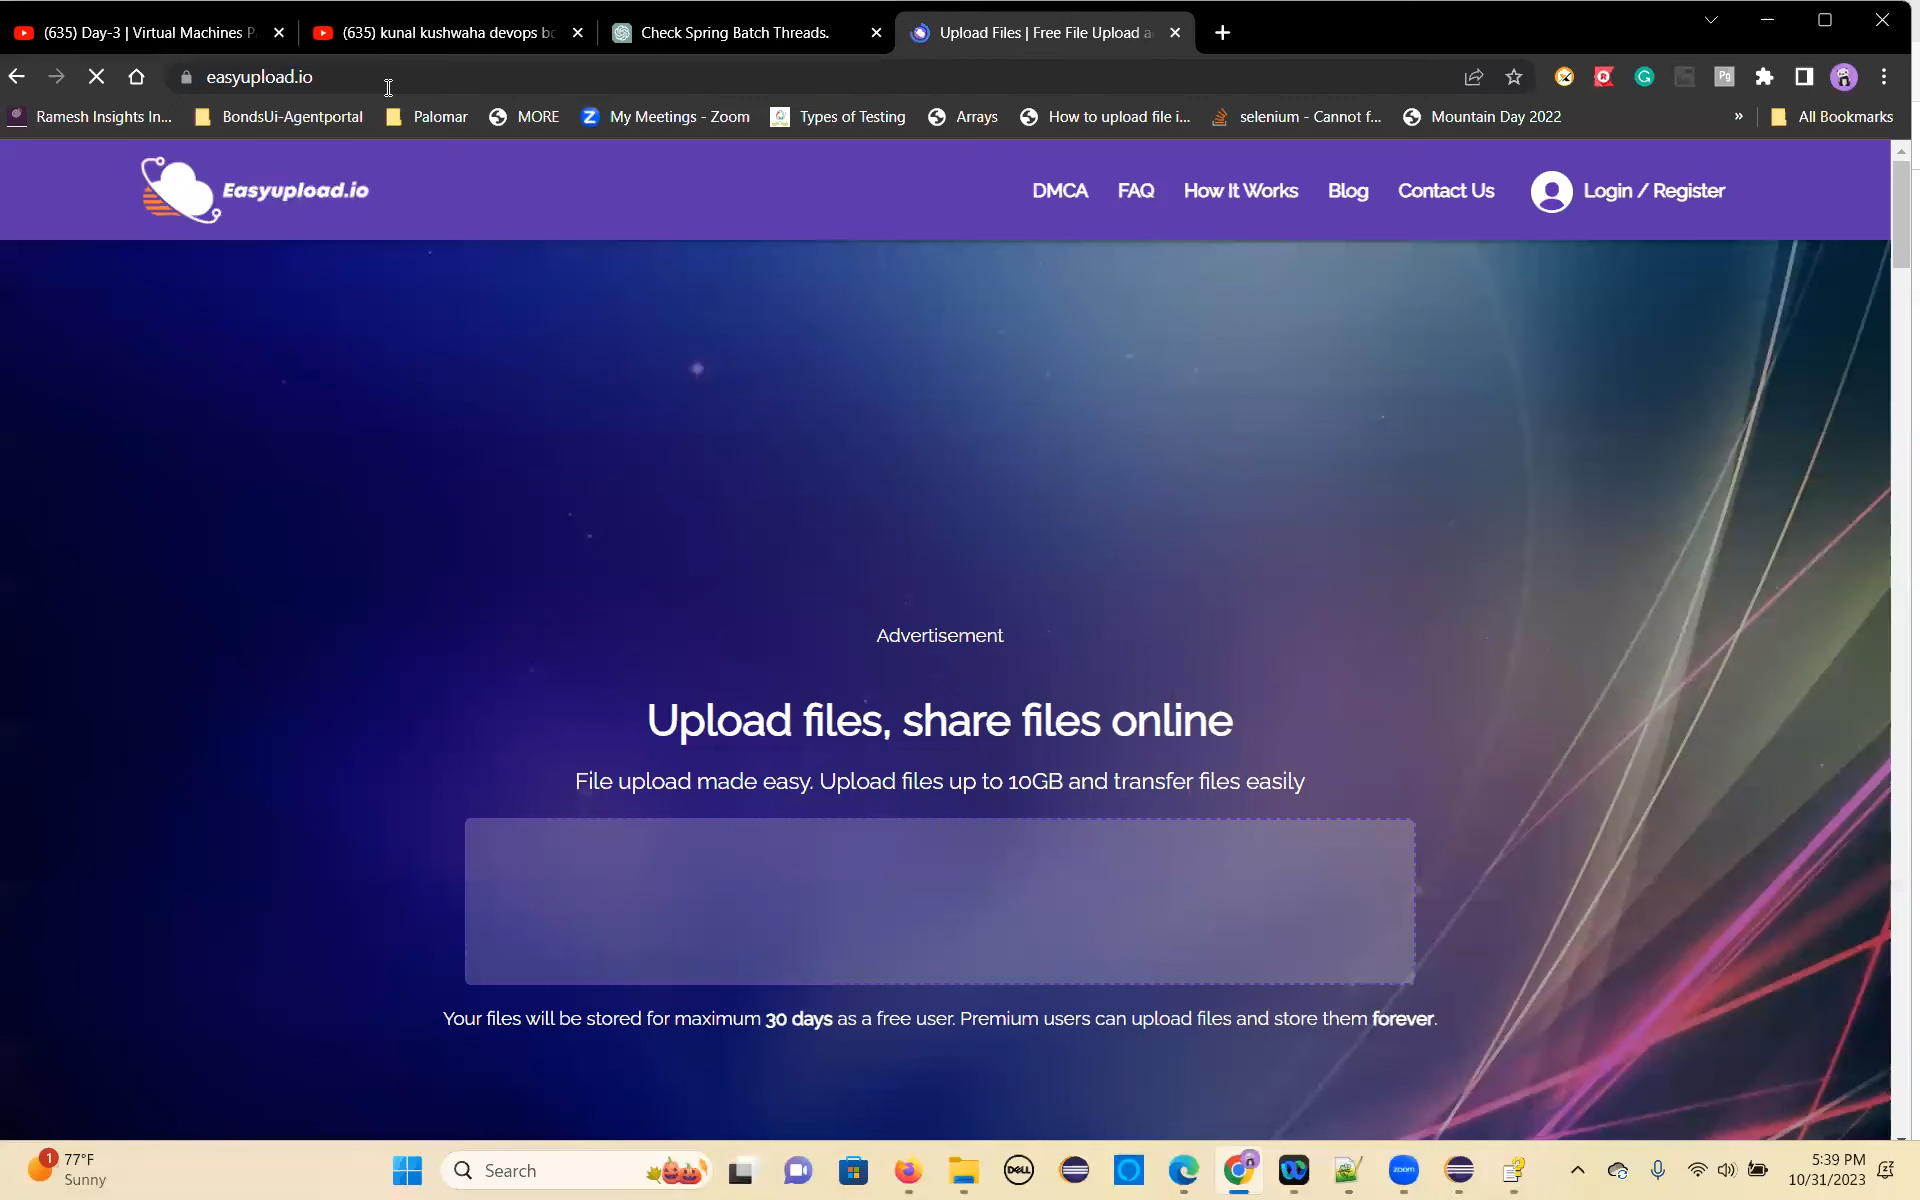 (635) Day-3 | Virtual Machines P
(635) kunal kushwaha devops bo
Check Spring Batch Threads.
Upload Files | Free File Upload a
easyupload.io
Ramesh Insights In...
BondsUi-Agentportal
Palomar
MORE
My Meetings - Zoom
Types of Testing
Arrays
How to upload file i...
selenium - Cannot f...
Mountain Day 2022
»
All Bookmarks
Easyupload.io
DMCA
FAQ
How It Works
Blog
Contact Us
Login / Register
Advertisement
Upload files, share files online
File upload made easy. Upload files up to 10GB and transfer files easily
Your files will be stored for maximum 30 days as a free user. Premium users can upload files and store them forever.
1
77°F
Sunny
Search
DELL
zoom
5:39 PM
10/31/2023